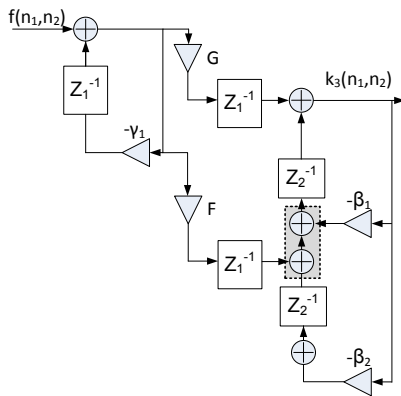 f(n₁,n₂)
G
Z₁⁻¹
Z₁⁻¹
k₃(n₁,n₂)
-γ₁
Z₂⁻¹
F
-β₁
Z₁⁻¹
Z₂⁻¹
-β₂